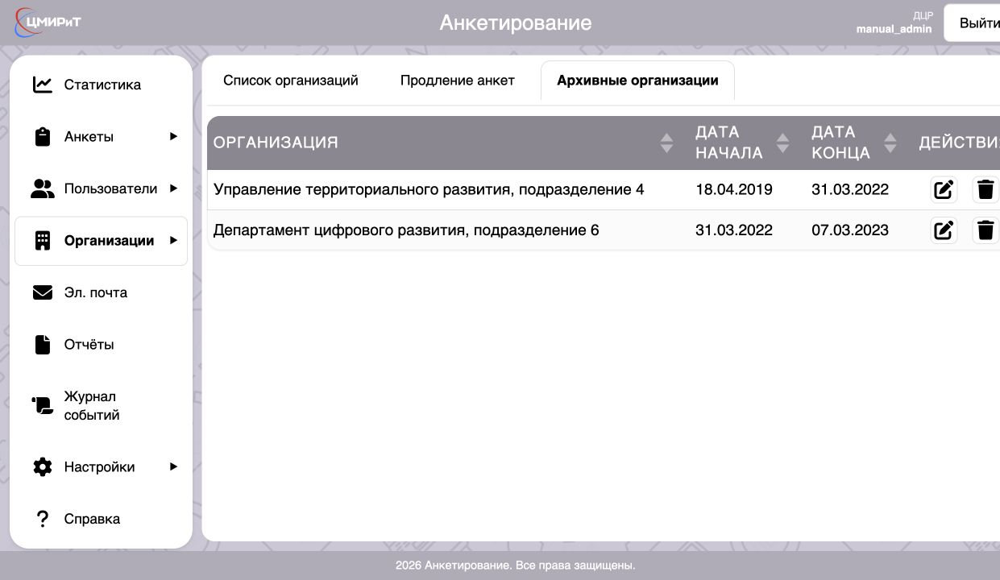 ЦМИРиТ
Анкетирование
ДЦР
manual_admin
Выйти
Статистика
Анкеты
Пользователи
Организации
Эл. почта
Отчёты
Журнал
событий
Настройки
Справка
Список организаций
Продление анкет
Архивные организации
ОРГАНИЗАЦИЯ
ДАТА
НАЧАЛА
ДАТА
КОНЦА
ДЕЙСТВИ
Управление территориального развития, подразделение 4
18.04.2019
31.03.2022
Департамент цифрового развития, подразделение 6
31.03.2022
07.03.2023
2026 Анкетирование. Все права защищены.